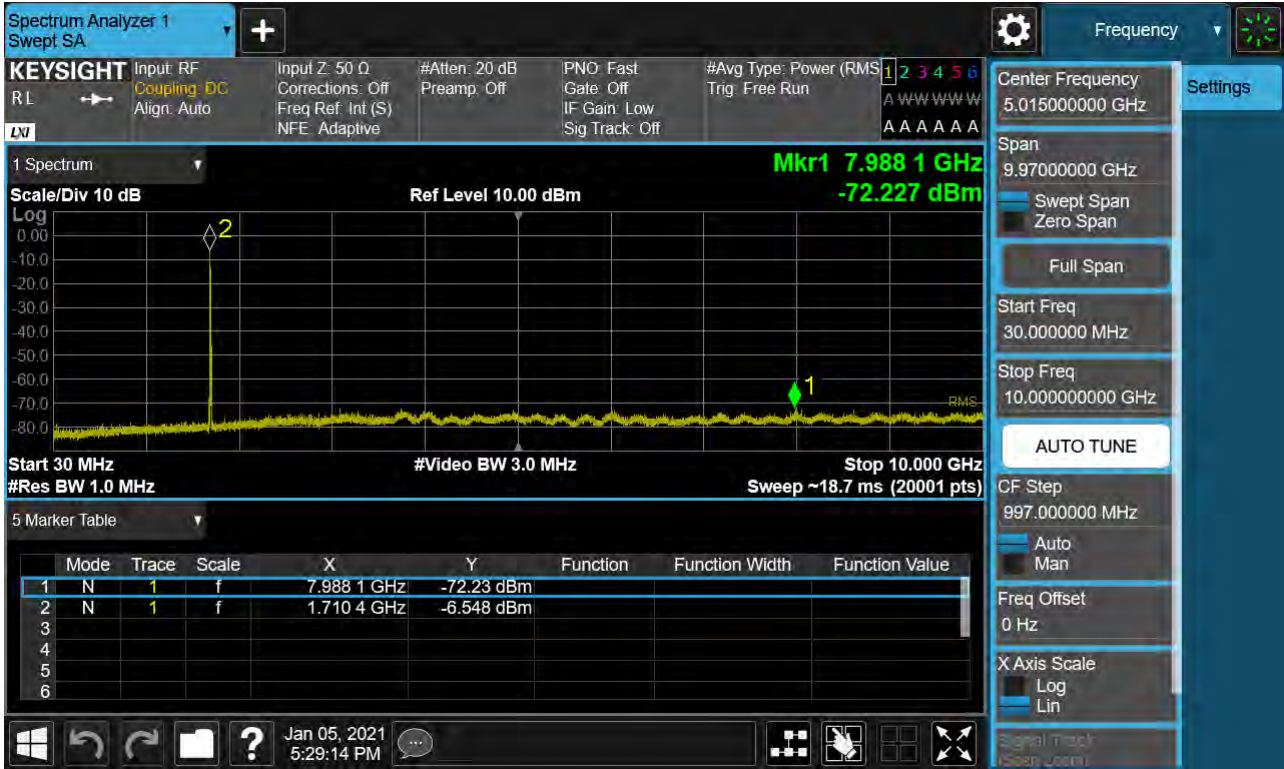 Spectrum Analyzer 1
Swept SA
Frequency
KEYSIGHT
RL
LXI
Input: RF
Coupling: DC
Align: Auto
Input Z: 50 Ω
Corrections: Off
Freq Ref: Int (S)
NFE: Adaptive
#Atten: 20 dB
Preamp: Off
PNO: Fast
Gate: Off
IF Gain: Low
Sig Track: Off
#Avg Type: Power (RMS
Trig: Free Run
1 2 3 4 5 6
A W W W W W
A A A A A A
1 Spectrum
Mkr1 7.988 1 GHz
-72.227 dBm
Scale/Div 10 dB
Ref Level 10.00 dBm
Log
0.00
-10.0
-20.0
-30.0
-40.0
-50.0
-60.0
-70.0
-80.0
2
1
RMS
Start 30 MHz
#Video BW 3.0 MHz
Stop 10.000 GHz
#Res BW 1.0 MHz
Sweep ~18.7 ms (20001 pts)
5 Marker Table
Mode Trace Scale X Y Function Function Width Function Value
1 N 1 f 7.988 1 GHz -72.23 dBm
2 N 1 f 1.710 4 GHz -6.548 dBm
3
4
5
6
Jan 05, 2021
5:29:14 PM
Center Frequency
5.015000000 GHz
Settings
Span
9.97000000 GHz
Swept Span
Zero Span
Full Span
Start Freq
30.000000 MHz
Stop Freq
10.000000000 GHz
AUTO TUNE
CF Step
997.000000 MHz
Auto
Man
Freq Offset
0 Hz
X Axis Scale
Log
Lin
Signal Track
(Span Zoom)